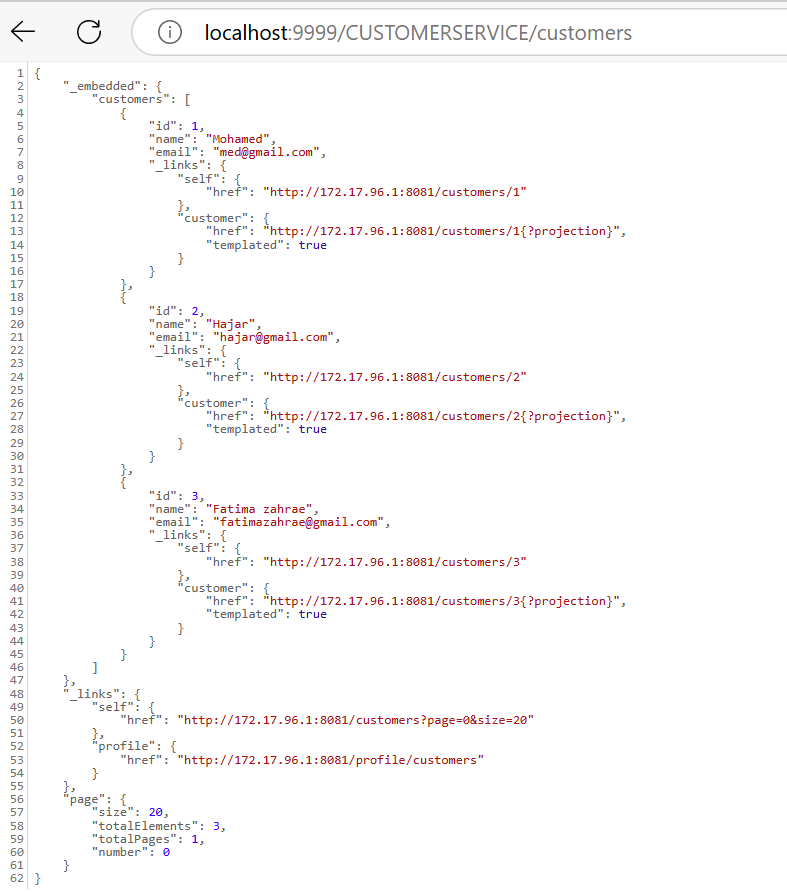 localhost:9999/CUSTOMERSERVICE/customers
1 {
2     "_embedded": {
3         "customers": [
4             {
5                 "id": 1,
6                 "name": "Mohamed",
7                 "email": "med@gmail.com",
8                 "_links": {
9                     "self": {
10                         "href": "http://172.17.96.1:8081/customers/1"
11                     },
12                     "customer": {
13                         "href": "http://172.17.96.1:8081/customers/1{?projection}",
14                         "templated": true
15                     }
16                 }
17             },
18             {
19                 "id": 2,
20                 "name": "Hajar",
21                 "email": "hajar@gmail.com",
22                 "_links": {
23                     "self": {
24                         "href": "http://172.17.96.1:8081/customers/2"
25                     },
26                     "customer": {
27                         "href": "http://172.17.96.1:8081/customers/2{?projection}",
28                         "templated": true
29                     }
30                 }
31             },
32             {
33                 "id": 3,
34                 "name": "Fatima zahrae",
35                 "email": "fatimazahrae@gmail.com",
36                 "_links": {
37                     "self": {
38                         "href": "http://172.17.96.1:8081/customers/3"
39                     },
40                     "customer": {
41                         "href": "http://172.17.96.1:8081/customers/3{?projection}",
42                         "templated": true
43                     }
44                 }
45             }
46         ]
47     },
48     "_links": {
49         "self": {
50             "href": "http://172.17.96.1:8081/customers?page=0&size=20"
51         },
52         "profile": {
53             "href": "http://172.17.96.1:8081/profile/customers"
54         }
55     },
56     "page": {
57         "size": 20,
58         "totalElements": 3,
59         "totalPages": 1,
60         "number": 0
61     }
62 }